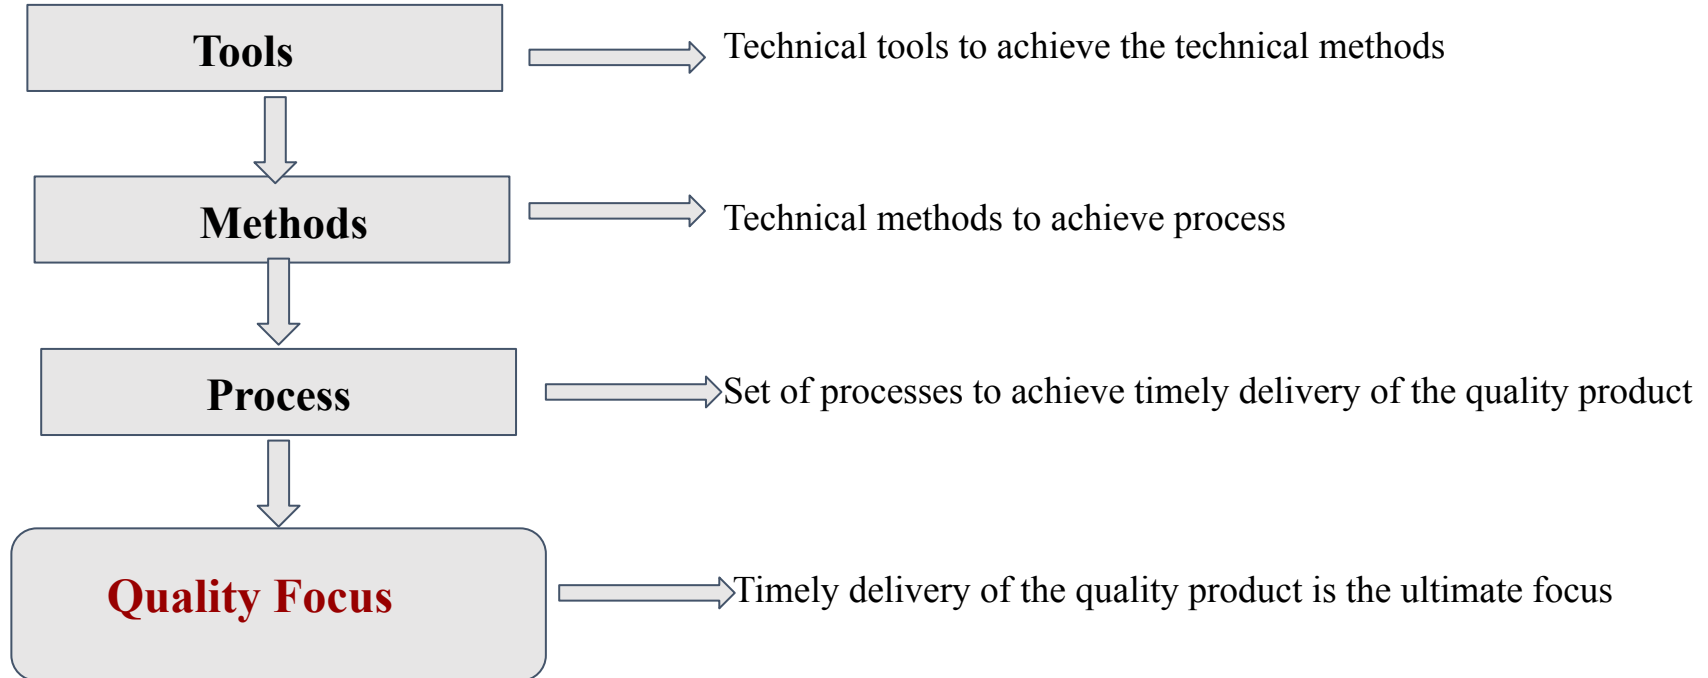 Tools
Technical tools to achieve the technical methods
Methods
Technical methods to achieve process
Process
Set of processes to achieve timely delivery of the quality product
Quality Focus
Timely delivery of the quality product is the ultimate focus